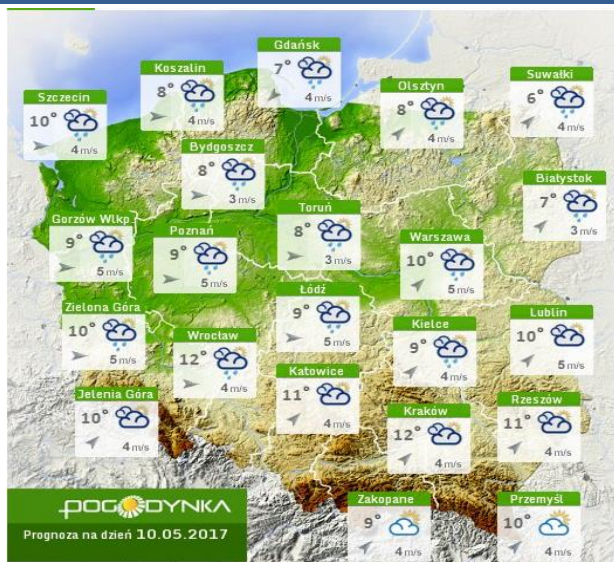 Gdańsk
7°
4 m/s
Koszalin
8°
4 m/s
Suwałki
6°
4 m/s
Olsztyn
8°
4 m/s
Szczecin
10°
4 m/s
Bydgoszcz
8°
3 m/s
Białystok
7°
3 m/s
Toruń
8°
3 m/s
Gorzów Wlkp
9°
5 m/s
Poznań
9°
5 m/s
Warszawa
10°
5 m/s
Łódź
9°
5 m/s
Zielona Góra
10°
5 m/s
Lublin
10°
5 m/s
Kielce
9°
4 m/s
Wrocław
12°
4 m/s
Katowice
11°
4 m/s
Jelenia Góra
10°
4 m/s
Rzeszów
11°
4 m/s
Kraków
12°
4 m/s
Zakopane
9°
4 m/s
Przemyśl
10°
4 m/s
POGODYNKA
Prognoza na dzień 10.05.2017